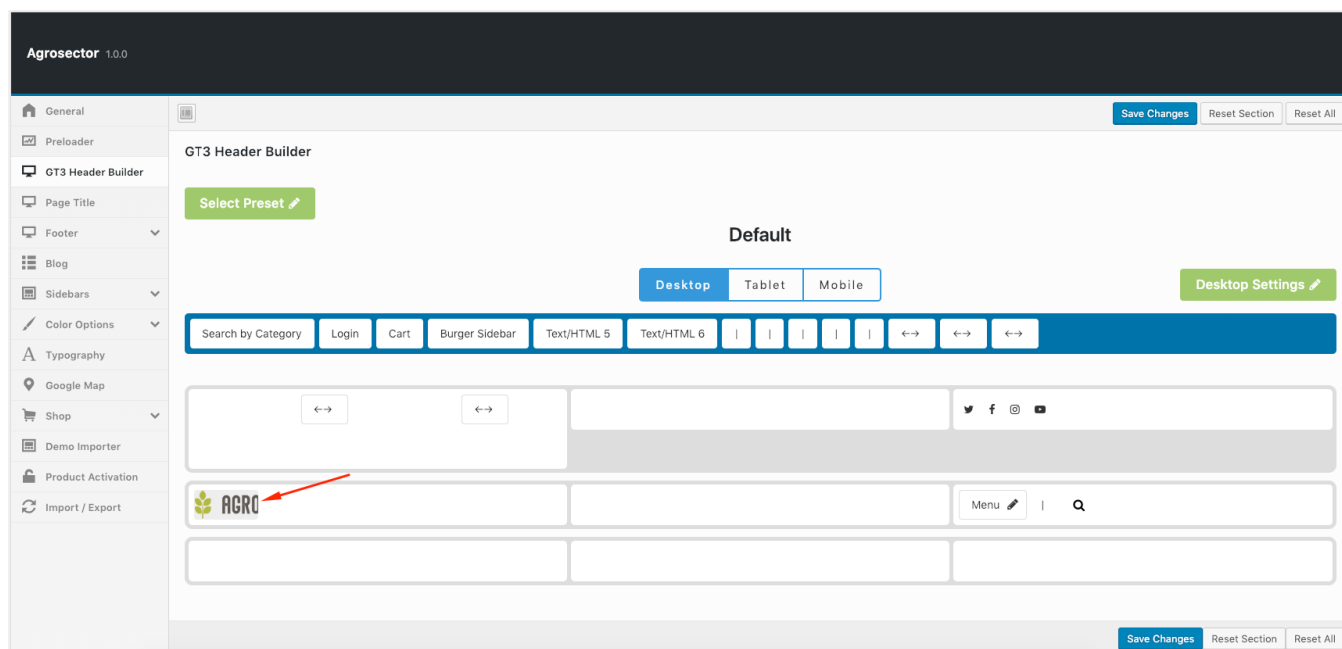 Agrosector 1.0.0
General
Preloader
GT3 Header Builder
Page Title
Footer
Blog
Sidebars
Color Options
Typography
Google Map
Shop
Demo Importer
Product Activation
Import / Export
Save Changes Reset Section Reset All
GT3 Header Builder
Select Preset
Default
Desktop Tablet Mobile
Desktop Settings
Search by Category Login Cart Burger Sidebar Text/HTML 5 Text/HTML 6 | | | | |
AGRO
Menu |
Save Changes Reset Section Reset All